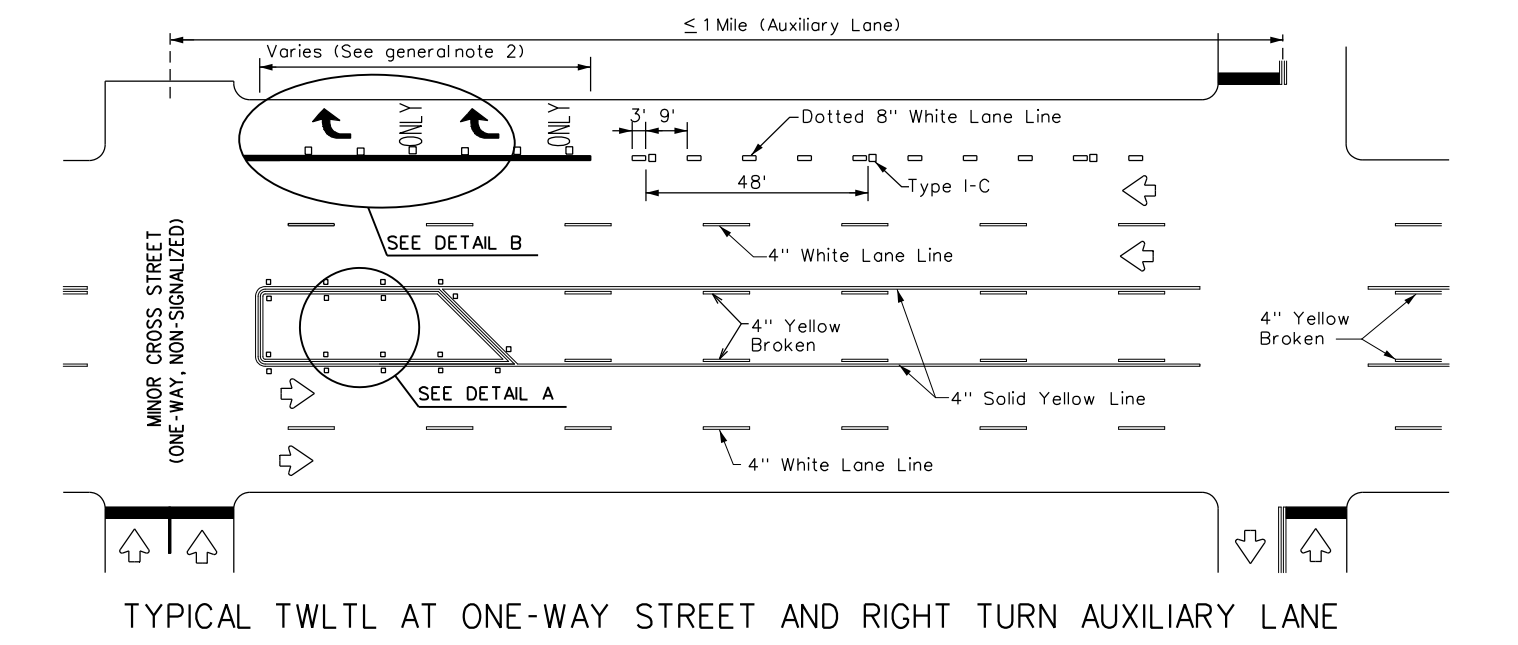 ≤ 1 Mile (Auxiliary Lane)
Varies (See general note 2)
ONLY
ONLY
3' 9'
Dotted 8" White Lane Line
48'
Type I-C
SEE DETAIL B
4" White Lane Line
MINOR CROSS STREET
(ONE-WAY, NON-SIGNALIZED)
4" Yellow
Broken
4" Yellow
Broken
SEE DETAIL A
4" Solid Yellow Line
4" White Lane Line
TYPICAL TWLTL AT ONE-WAY STREET AND RIGHT TURN AUXILIARY LANE